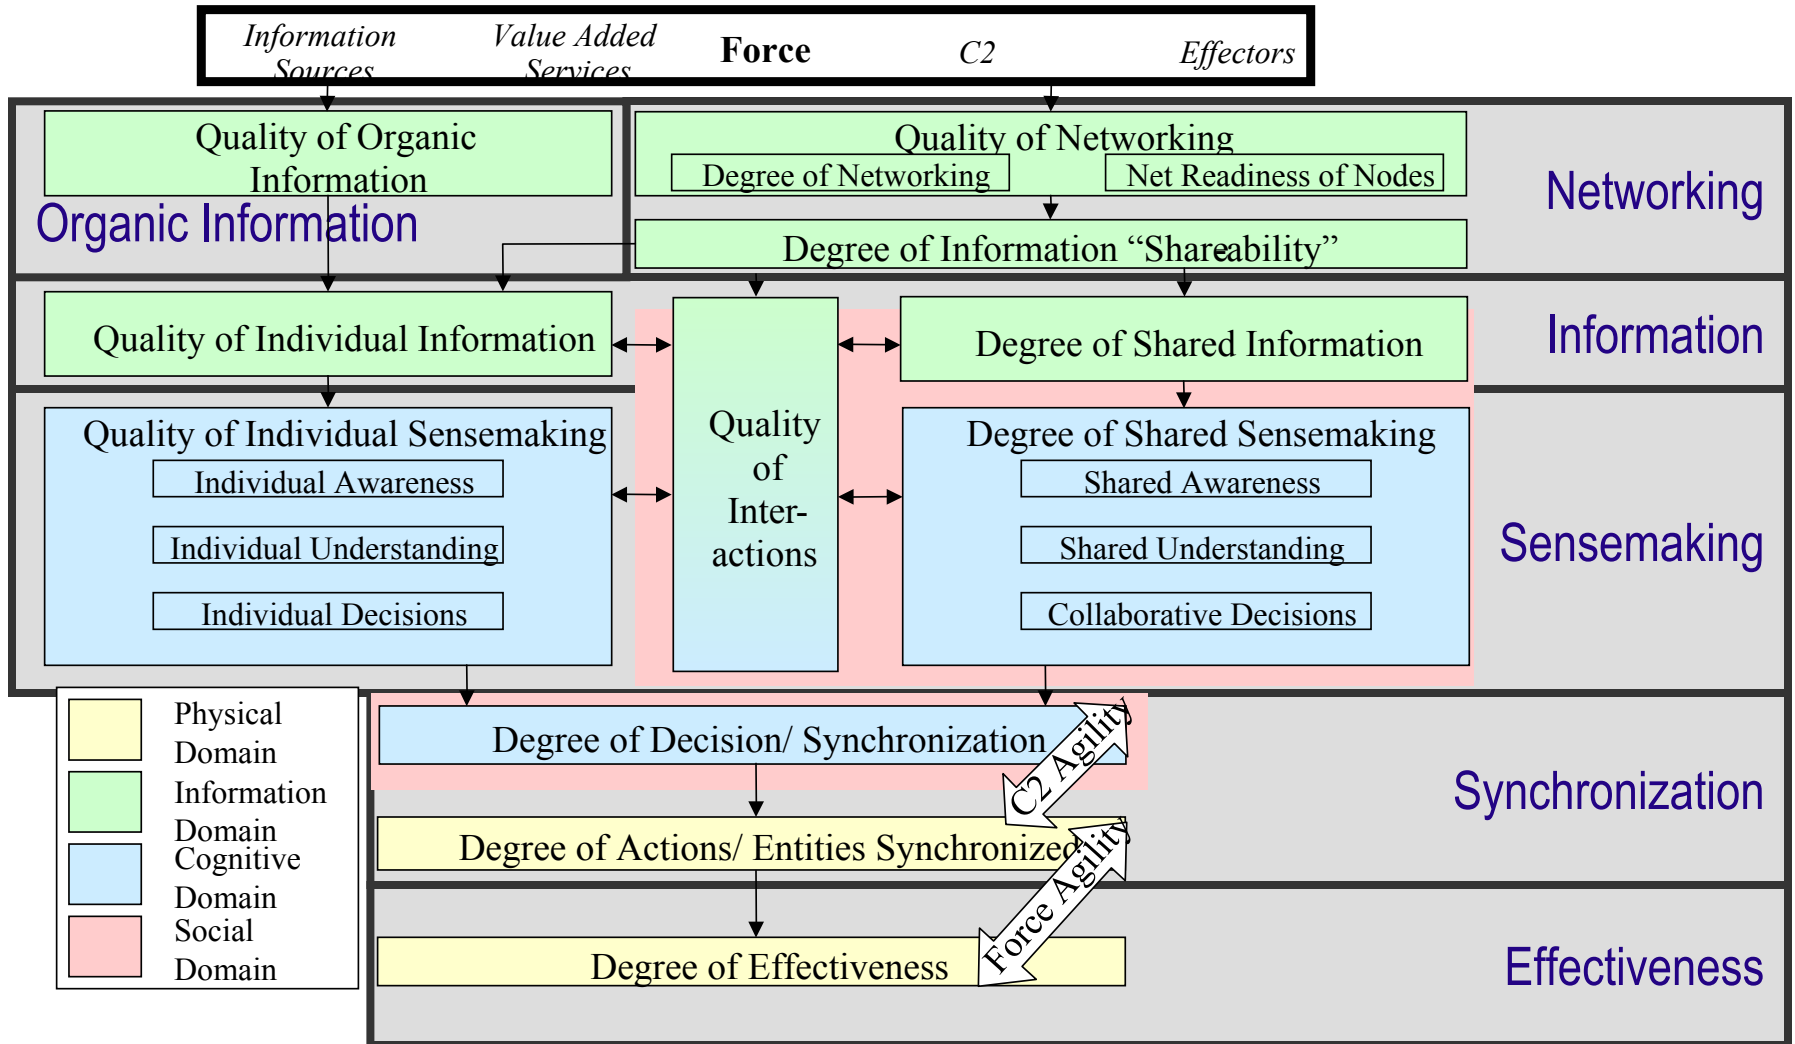 Information
Sources
Value Added
Services
Force
C2
Effectors
Quality of Organic
Information
Organic Information
Quality of Networking
Degree of Networking
Net Readiness of Nodes
Networking
Degree of Information “Shareability”
Quality of Individual Information
Degree of Shared Information
Information
Quality of Individual Sensemaking
Individual Awareness
Individual Understanding
Individual Decisions
Quality
of
Inter-
actions
Degree of Shared Sensemaking
Shared Awareness
Shared Understanding
Collaborative Decisions
Sensemaking
Physical
Domain
Information
Domain
Cognitive
Domain
Social
Domain
Degree of Decision/ Synchronization
C2 Agility
Synchronization
Degree of Actions/ Entities Synchronized
Force Agility
Degree of Effectiveness
Effectiveness